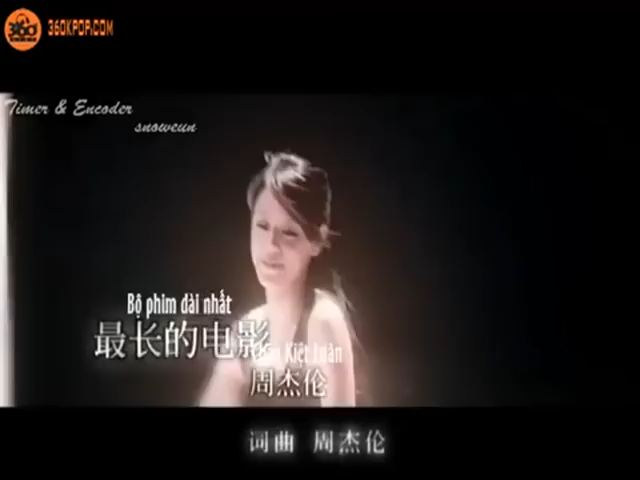 360KPOP.COM
Timer & Encoder
snoweun
Bộ phim dài nhất
最长的电影
Kiệt Luân
周杰伦
词曲 周杰伦